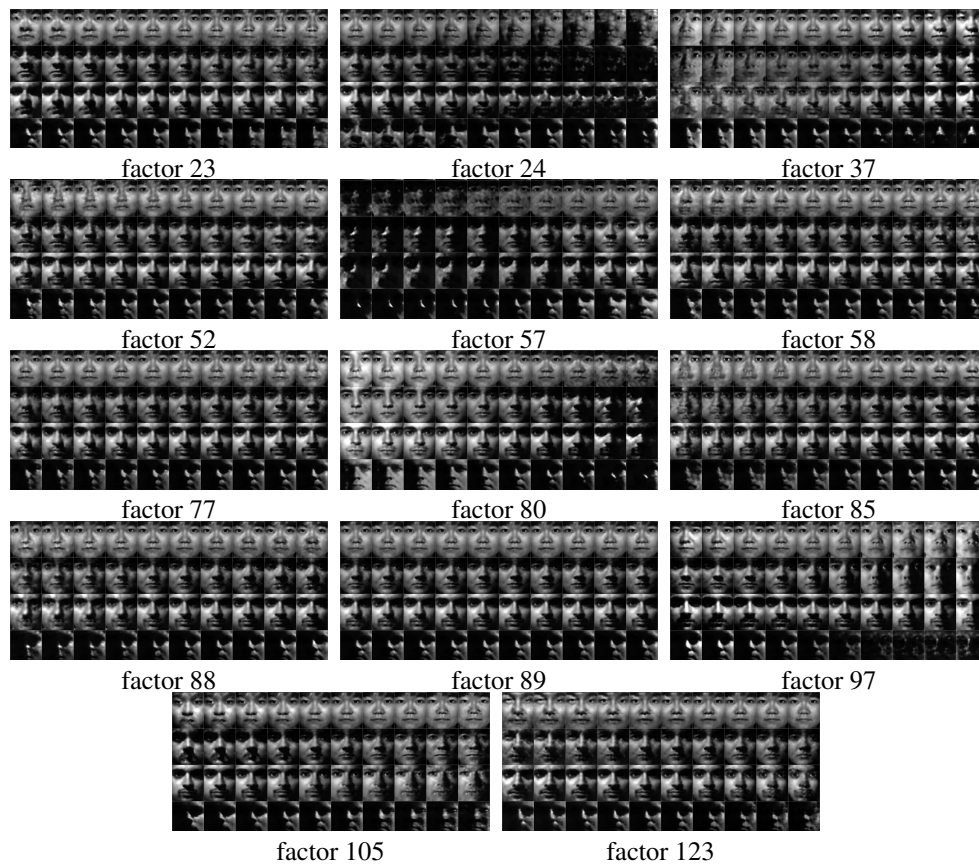 factor 23 factor 24 factor 37
factor 52 factor 57 factor 58
factor 77 factor 80 factor 85
factor 88 factor 89 factor 97
factor 105 factor 123